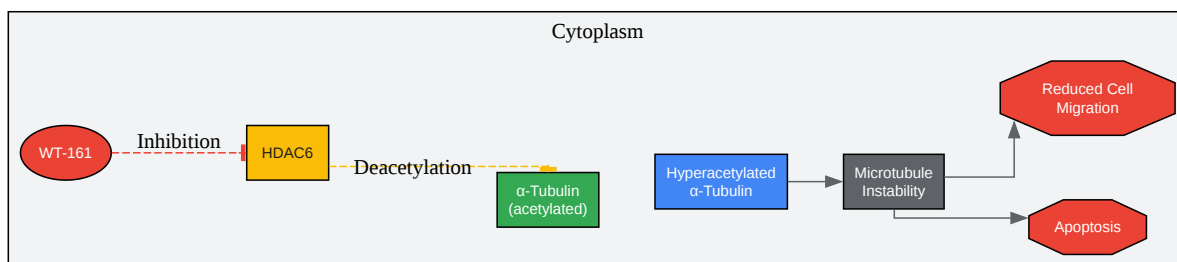 Cytoplasm
WT-161
Inhibition
HDAC6
Deacetylation
α-Tubulin
(acetylated)
Hyperacetylated
α-Tubulin
Microtubule
Instability
Reduced Cell
Migration
Apoptosis